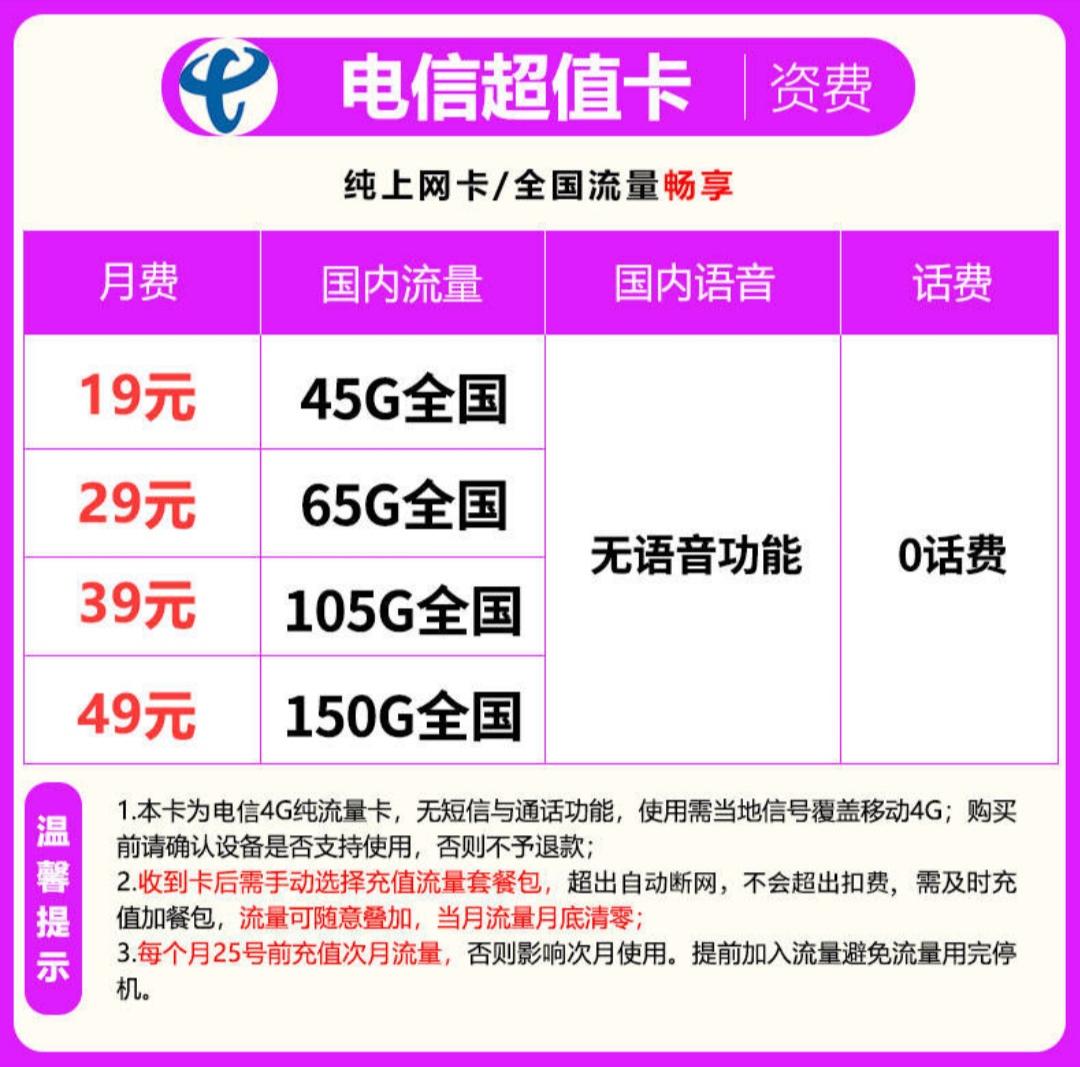 电信超值卡 资费
纯上网卡/全国流量畅享
月费 国内流量 国内语音 话费
19元 45G全国
29元 65G全国
无语音功能 0话费
39元 105G全国
49元 150G全国
温馨提示
1.本卡为电信4G纯流量卡，无短信与通话功能，使用需当地信号覆盖移动4G；购买
前请确认设备是否支持使用，否则不予退款；
2.收到卡后需手动选择充值流量套餐包，超出自动断网，不会超出扣费，需及时充
值加餐包，流量可随意叠加，当月流量月底清零；
3.每个月25号前充值次月流量，否则影响次月使用。提前加入流量避免流量用完停
机。